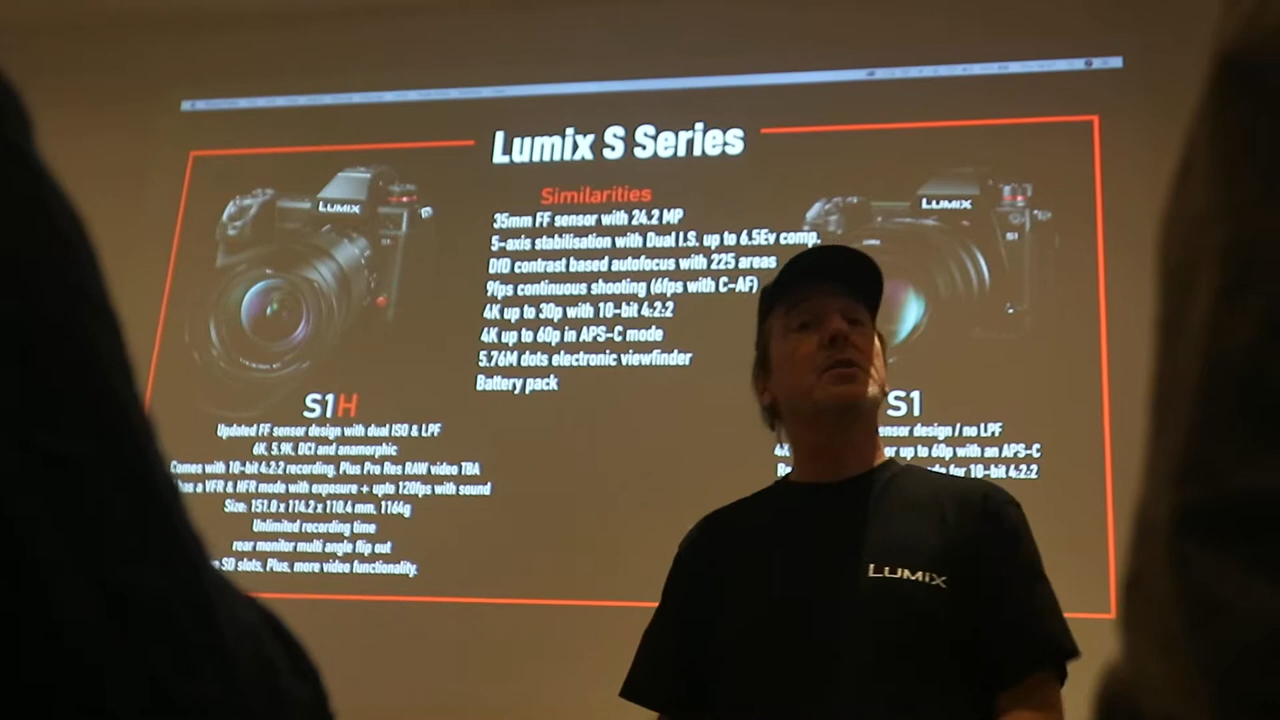 Lumix S Series
LUMIX
LUMIX
S1
Similarities
35mm FF sensor with 24.2 MP
5-axis stabilisation with Dual I.S. up to 6.5Ev comp.
DfD contrast based autofocus with 225 areas
9fps continuous shooting (6fps with C-AF)
4K up to 30p with 10-bit 4:2:2
4K up to 60p in APS-C mode
5.76M dots electronic viewfinder
Battery pack
S1H
Updated FF sensor design with dual ISO & LPF
6K, 5.9K, DCI and anamorphic
Comes with 10-bit 4:2:2 recording. Plus Pro Res RAW video TBA
has a VFR & HFR mode with exposure + upto 120fps with sound
Size: 151.0 x 114.2 x 110.4 mm, 1164g
Unlimited recording time
rear monitor multi angle flip out
SD slots. Plus, more video functionality.
S1
sensor design / no LPF
or up to 60p with an APS-C
for 10-bit 4:2:2
LUMIX